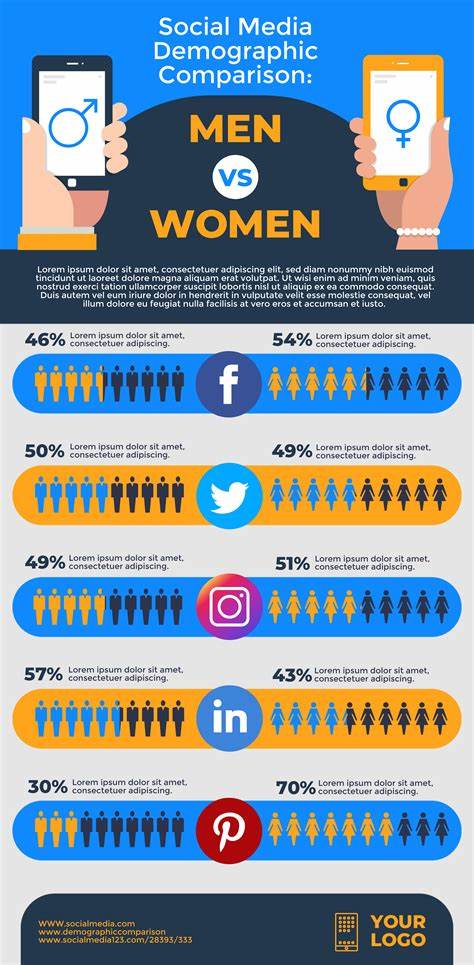 Social Media
Demographic
Comparison:
MEN
VS
WOMEN
Lorem ipsum dolor sit amet, consectetuer adipiscing elit, sed diam nonummy nibh euismod
tincidunt ut laoreet dolore magna aliquam erat volutpat. Ut wisi enim ad minim veniam, quis
nostrud exerci tation ullamcorper suscipit lobortis nisl ut aliquip ex ea commodo consequat.
Duis autem vel eum iriure dolor in hendrerit in vulputate velit esse molestie consequat, vel
illum dolore eu feugiat nulla facilisis at vero eros et accumsan et iusto.
46% Lorem ipsum dolor sit amet,
consectetuer adipiscing.
54% Lorem ipsum dolor sit amet,
consectetuer adipiscing.
f
50% Lorem ipsum dolor sit amet,
consectetuer adipiscing.
49% Lorem ipsum dolor sit amet,
consectetuer adipiscing.
49% Lorem ipsum dolor sit amet,
consectetuer adipiscing.
51% Lorem ipsum dolor sit amet,
consectetuer adipiscing.
57% Lorem ipsum dolor sit amet,
consectetuer adipiscing.
43% Lorem ipsum dolor sit amet,
consectetuer adipiscing.
in
30% Lorem ipsum dolor sit amet,
consectetuer adipiscing.
70% Lorem ipsum dolor sit amet,
consectetuer adipiscing.
www.socialmedia.com
www.demographiccomparison
www.socialmedia123.com/28393/333
YOUR
LOGO